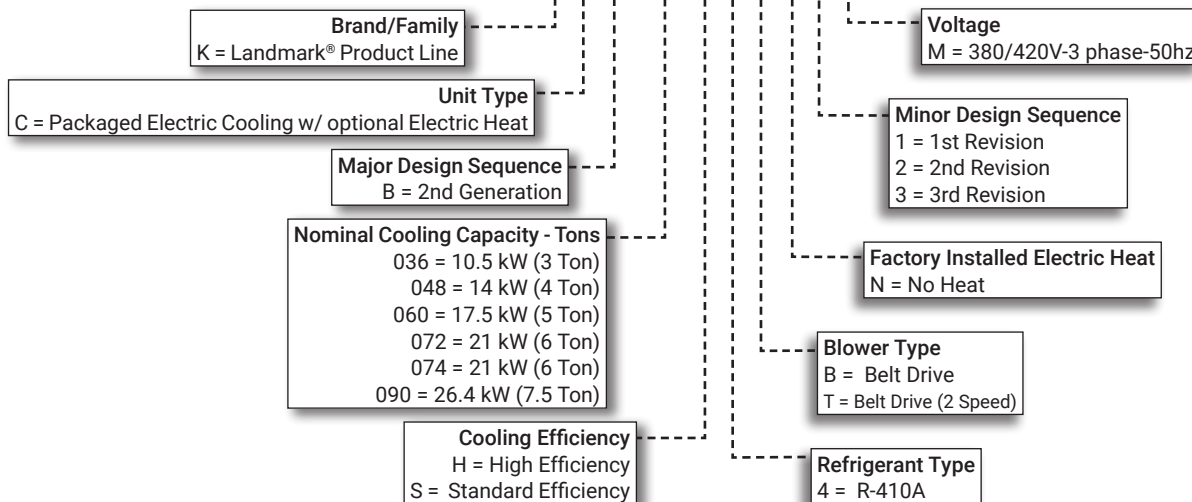 Brand/Family
K = Landmark® Product Line
Unit Type
C = Packaged Electric Cooling w/ optional Electric Heat
Major Design Sequence
B = 2nd Generation
Nominal Cooling Capacity - Tons
036 = 10.5 kW (3 Ton)
048 = 14 kW (4 Ton)
060 = 17.5 kW (5 Ton)
072 = 21 kW (6 Ton)
074 = 21 kW (6 Ton)
090 = 26.4 kW (7.5 Ton)
Cooling Efficiency
H = High Efficiency
S = Standard Efficiency
Voltage
M = 380/420V-3 phase-50hz
Minor Design Sequence
1 = 1st Revision
2 = 2nd Revision
3 = 3rd Revision
Factory Installed Electric Heat
N = No Heat
Blower Type
B = Belt Drive
T = Belt Drive (2 Speed)
Refrigerant Type
4 = R-410A